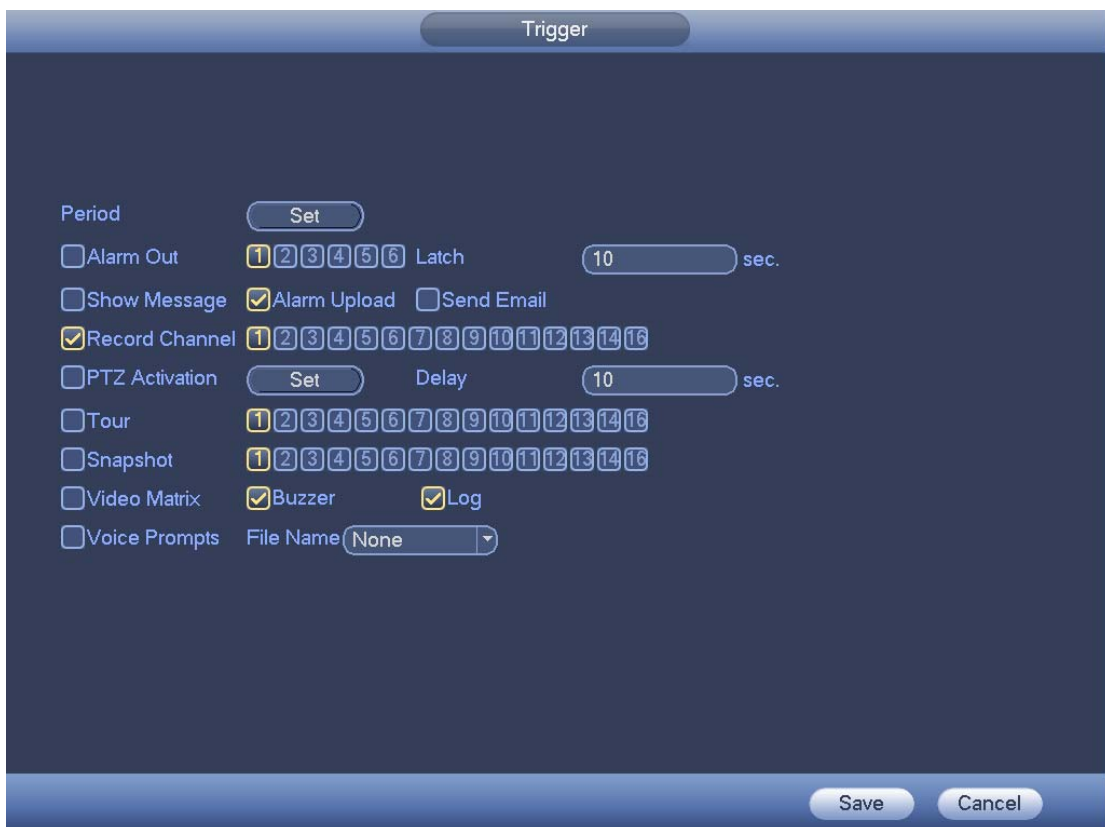 Trigger
Period Set
Alarm Out 1 2 3 4 5 6 Latch 10 sec.
Show Message Alarm Upload Send Email
Record Channel 1 2 3 4 5 6 7 8 9 10 11 12 13 14 16
PTZ Activation Set Delay 10 sec.
Tour 1 2 3 4 5 6 7 8 9 10 11 12 13 14 16
Snapshot 1 2 3 4 5 6 7 8 9 10 11 12 13 14 16
Video Matrix Buzzer Log
Voice Prompts File Name None
Save Cancel